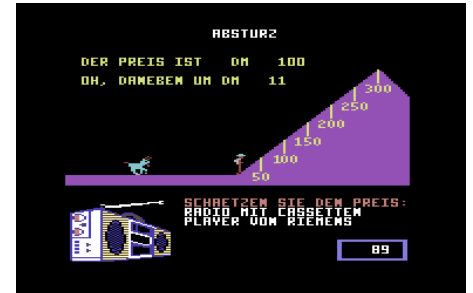 ABSTURZ
DER PREIS IST DM 100
OH, DANEBEN UM DM 11
300
250
200
150
100
50
SCHAETZEN SIE DEN PREIS:
RADIO MIT CASSETTEN
PLAYER VON RIEMENS
89